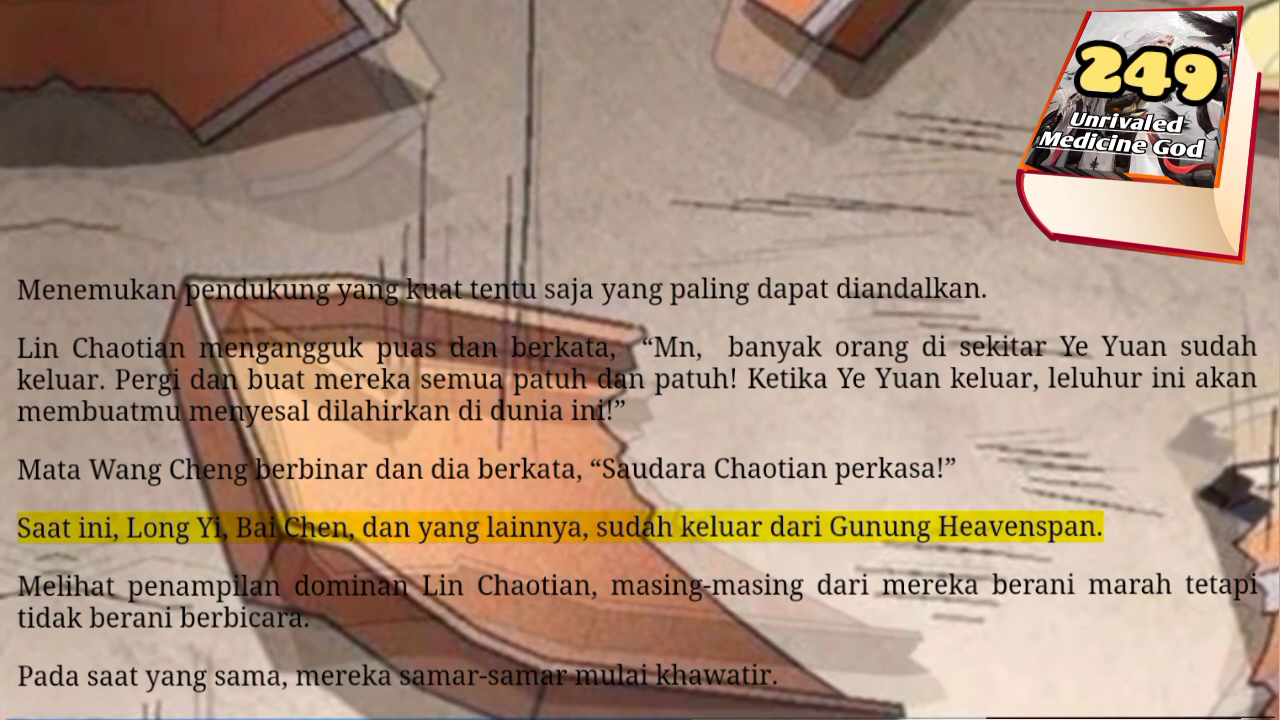 249
Unrivaled
Medicine God
Menemukan pendukung yang kuat tentu saja yang paling dapat diandalkan.
Lin Chaotian mengangguk puas dan berkata, “Mn, banyak orang di sekitar Ye Yuan sudah
keluar. Pergi dan buat mereka semua patuh dan patuh! Ketika Ye Yuan keluar, leluhur ini akan
membuatmu menyesal dilahirkan di dunia ini!”
Mata Wang Cheng berbinar dan dia berkata, “Saudara Chaotian perkasa!”
Saat ini, Long Yi, Bai Chen, dan yang lainnya, sudah keluar dari Gunung Heavenspan.
Melihat penampilan dominan Lin Chaotian, masing-masing dari mereka berani marah tetapi
tidak berani berbicara.
Pada saat yang sama, mereka samar-samar mulai khawatir.